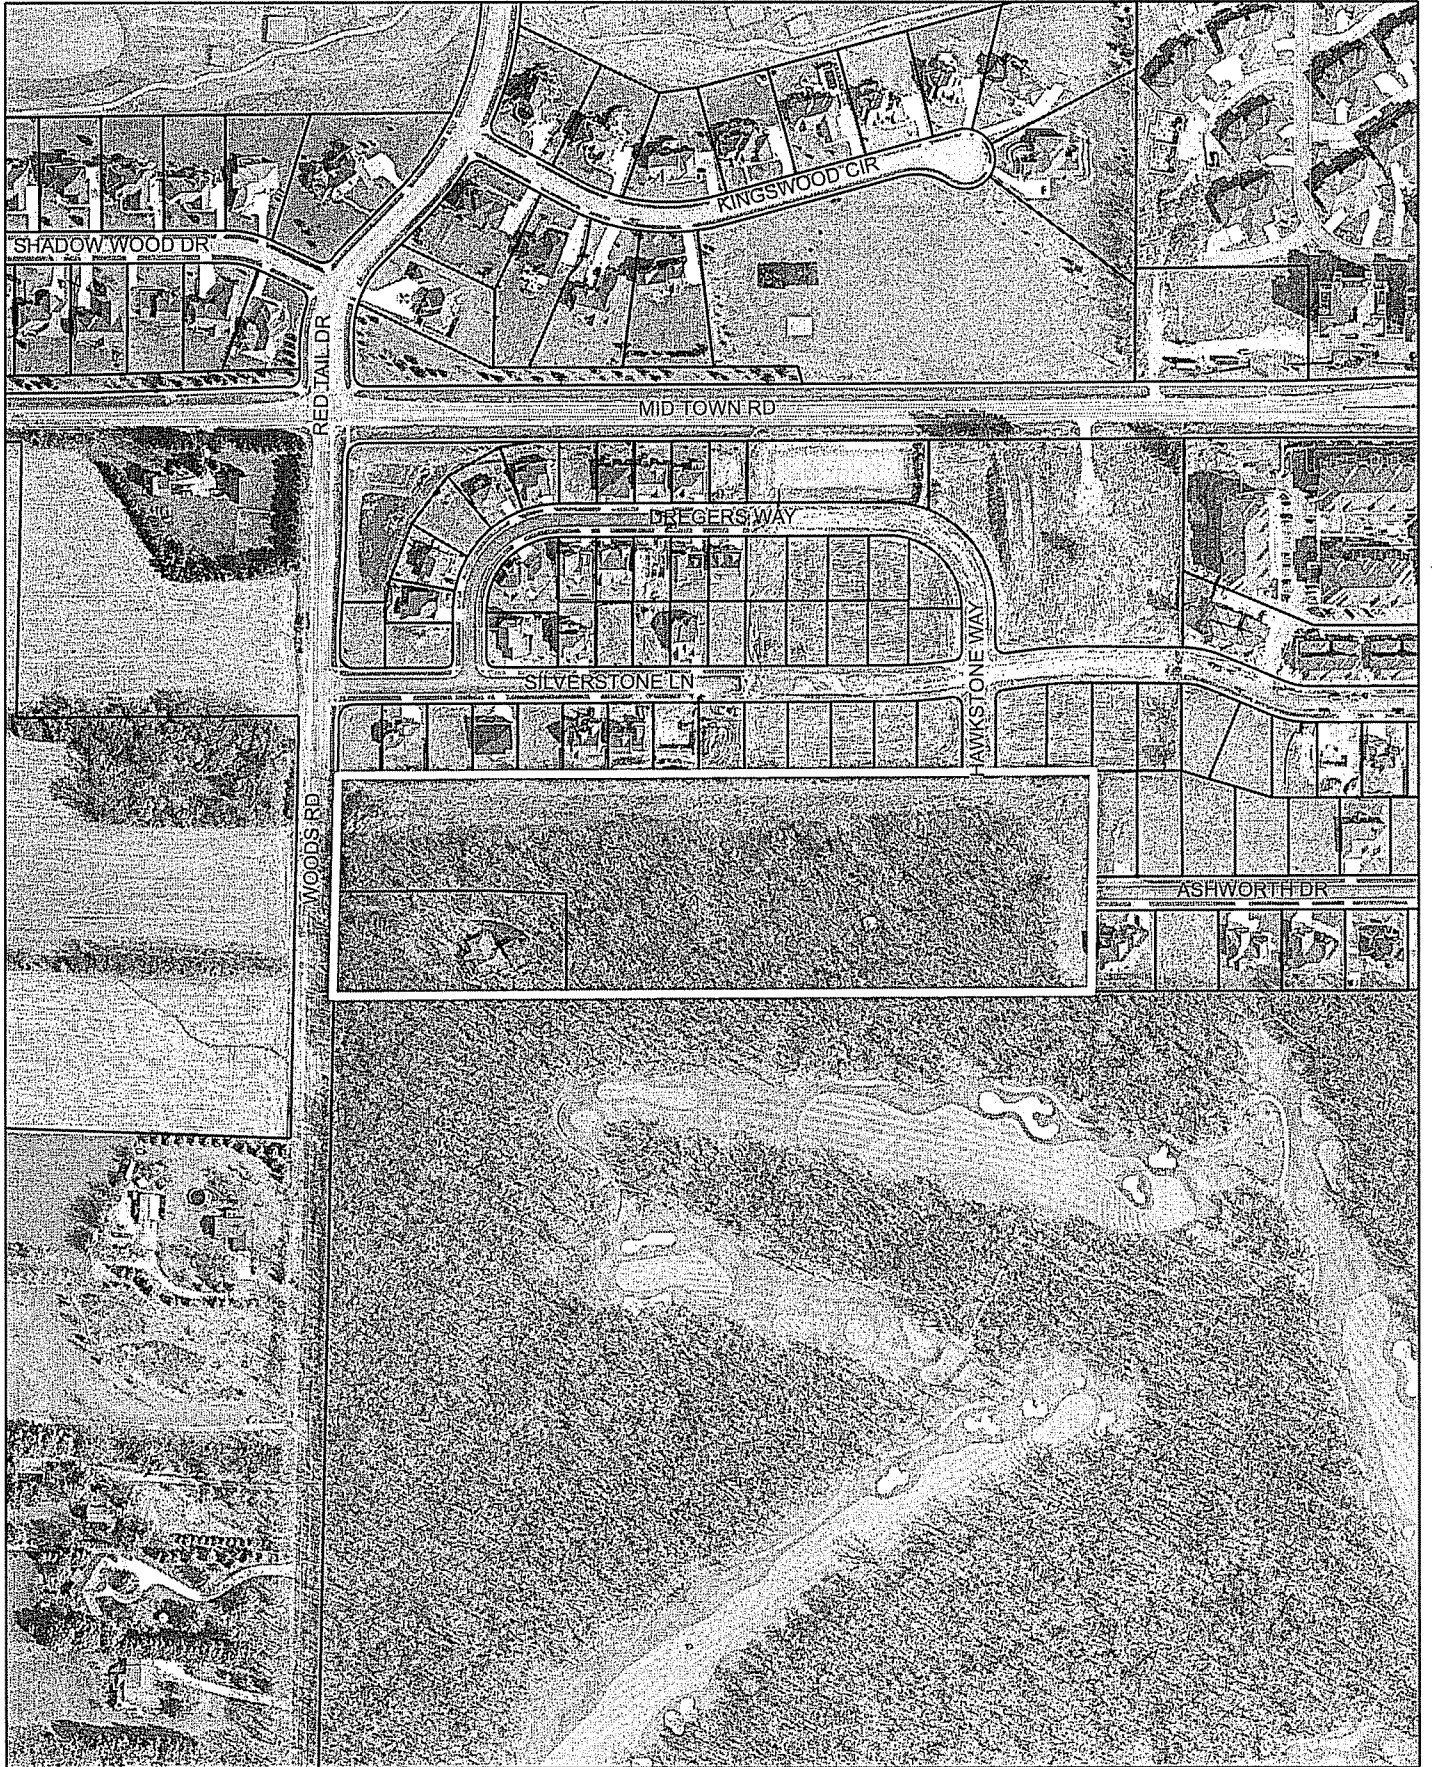 KINGSWOOD CIR
SHADOW WOOD DR
RED TAIL DR
MID TOWN RD
DREGERS WAY
HAWKSTONE WAY
SILVERSTONE LN
WOODS RD
ASHWORTH DR